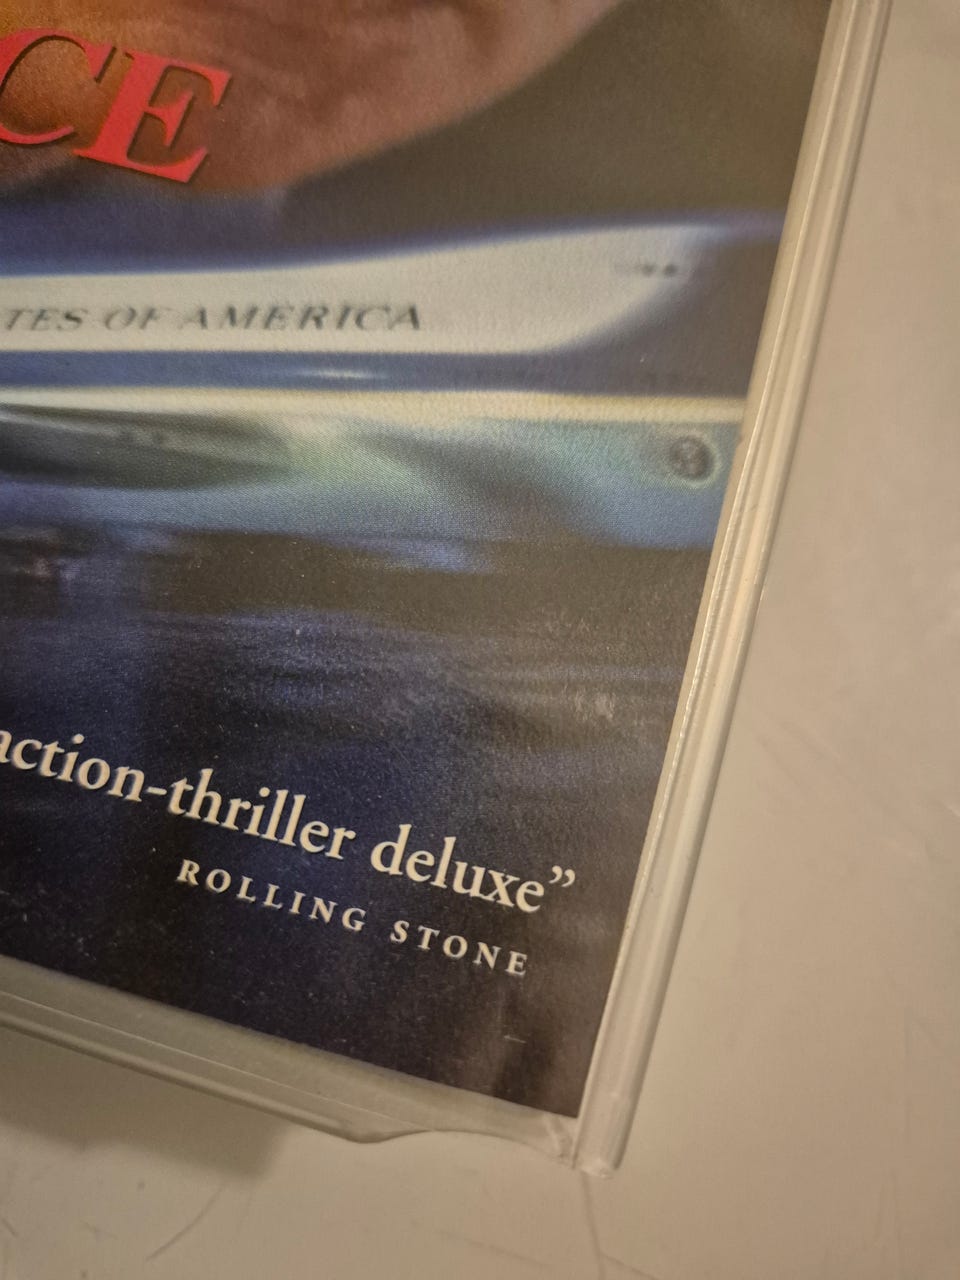 CE
TES OF AMERICA
action-thriller deluxe”
ROLLING STONE